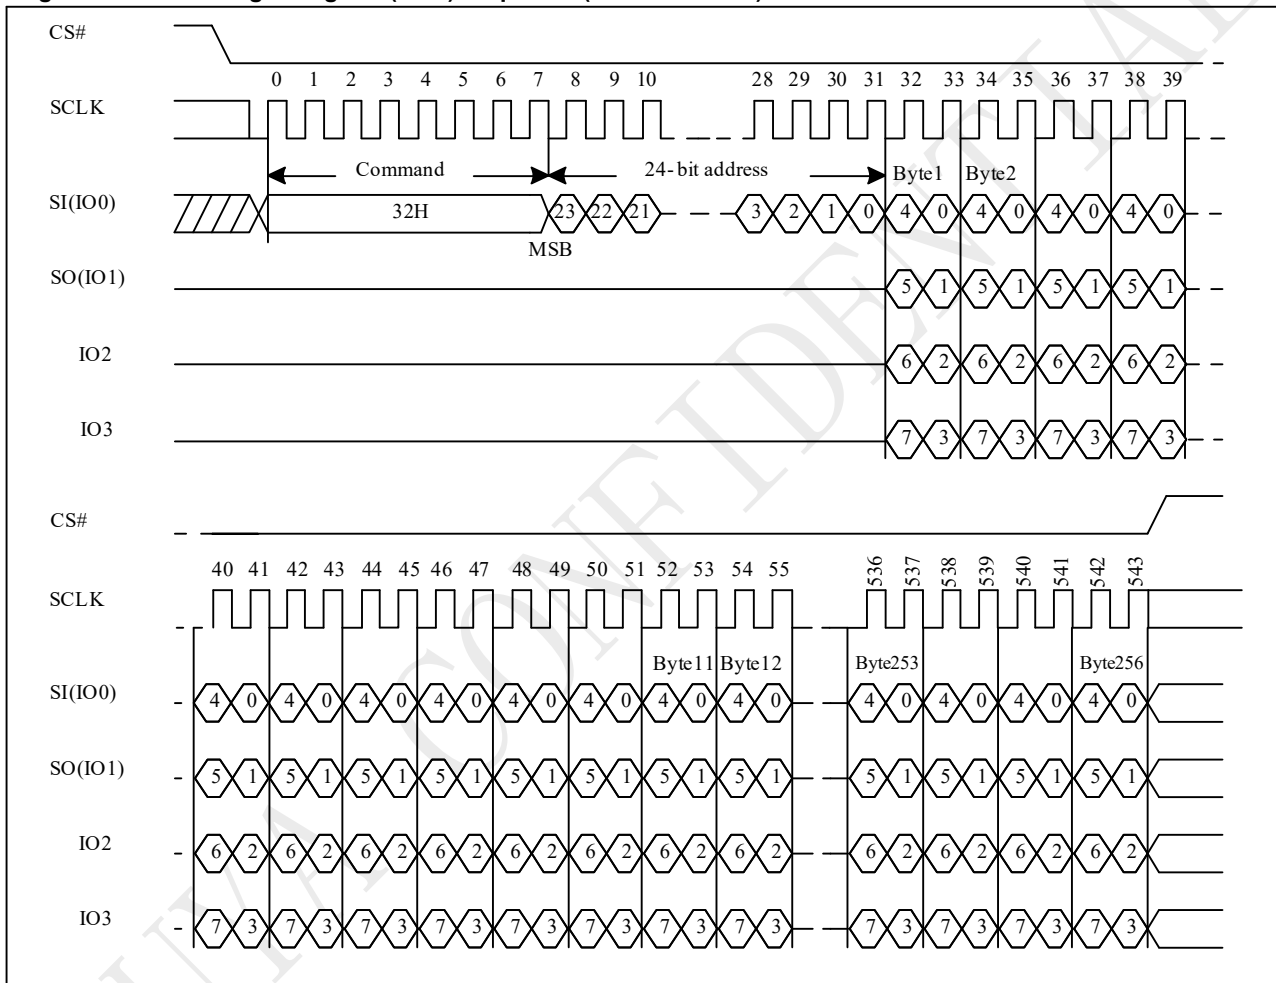 CS#
0 1 2 3 4 5 6 7 8 9 10 28 29 30 31 32 33 34 35 36 37 38 39
SCLK
Command 24-bit address Byte1 Byte2
SI(IO0) 32H 23 22 21 3 2 1 0 4 0 4 0 4 0 4 0
MSB
SO(IO1) 5 1 5 1 5 1 5 1
IO2 6 2 6 2 6 2 6 2
IO3 7 3 7 3 7 3 7 3
CS#
40 41 42 43 44 45 46 47 48 49 50 51 52 53 54 55 536 537 538 539 540 541 542 543
SCLK
Byte11 Byte12 Byte253 Byte256
SI(IO0) 4 0 4 0 4 0 4 0 4 0 4 0 4 0 4 0 4 0 4 0 4 0 4 0
SO(IO1) 5 1 5 1 5 1 5 1 5 1 5 1 5 1 5 1 5 1 5 1 5 1 5 1
IO2 6 2 6 2 6 2 6 2 6 2 6 2 6 2 6 2 6 2 6 2 6 2 6 2
IO3 7 3 7 3 7 3 7 3 7 3 7 3 7 3 7 3 7 3 7 3 7 3 7 3
UYA CONFIDENTIAL